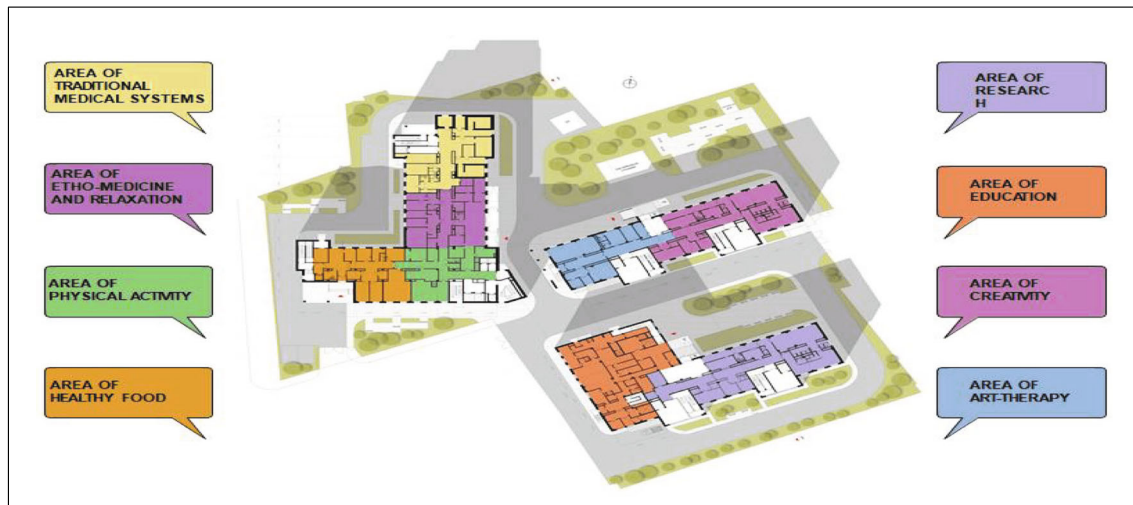 AREA OF
TRADITIONAL
MEDICAL SYSTEMS
AREA OF
ETHO-MEDICINE
AND RELAXATION
AREA OF
PHYSICAL ACTIVITY
AREA OF
HEALTHY FOOD
AREA OF
RESEARC
H
AREA OF
EDUCATION
AREA OF
CREATIVITY
AREA OF
ART-THERAPY